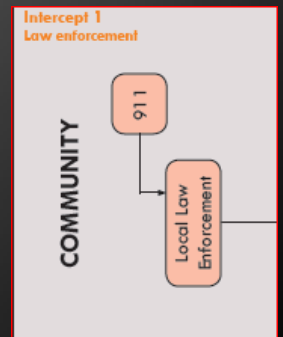 Intercept 1
Law enforcement
COMMUNITY
911
Local Law
Enforcement